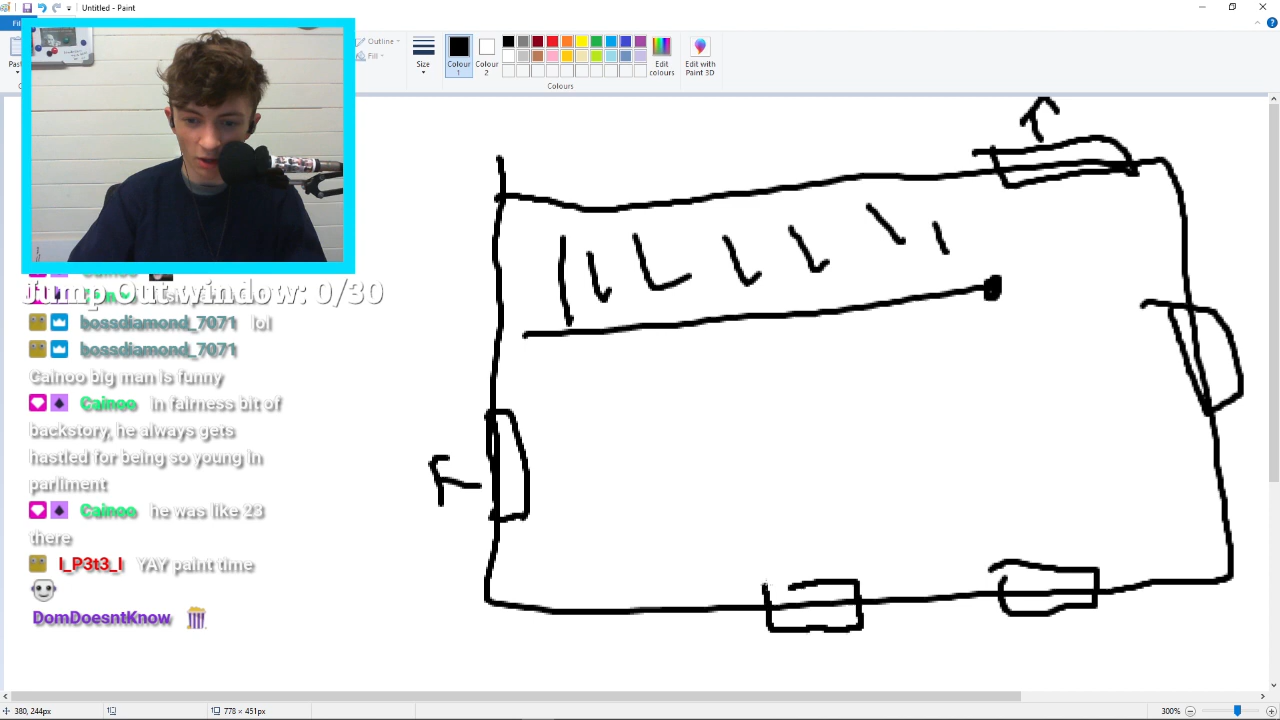 Untitled - Paint
Outline
Fill
Size
Colour 1
Colour 2
Edit colours
Edit with Paint 3D
Colours
Jump Out window: 0/30
bossdiamond_7071 lol
bossdiamond_7071
Cainoo big man is funny
Cainoo in fairness bit of
backstory, he always gets
hastled for being so young in
parliment
Cainoo he was like 23
there
I_P3t3_I YAY paint time
DomDoesntKnow
380, 244px
778 × 451px
300%